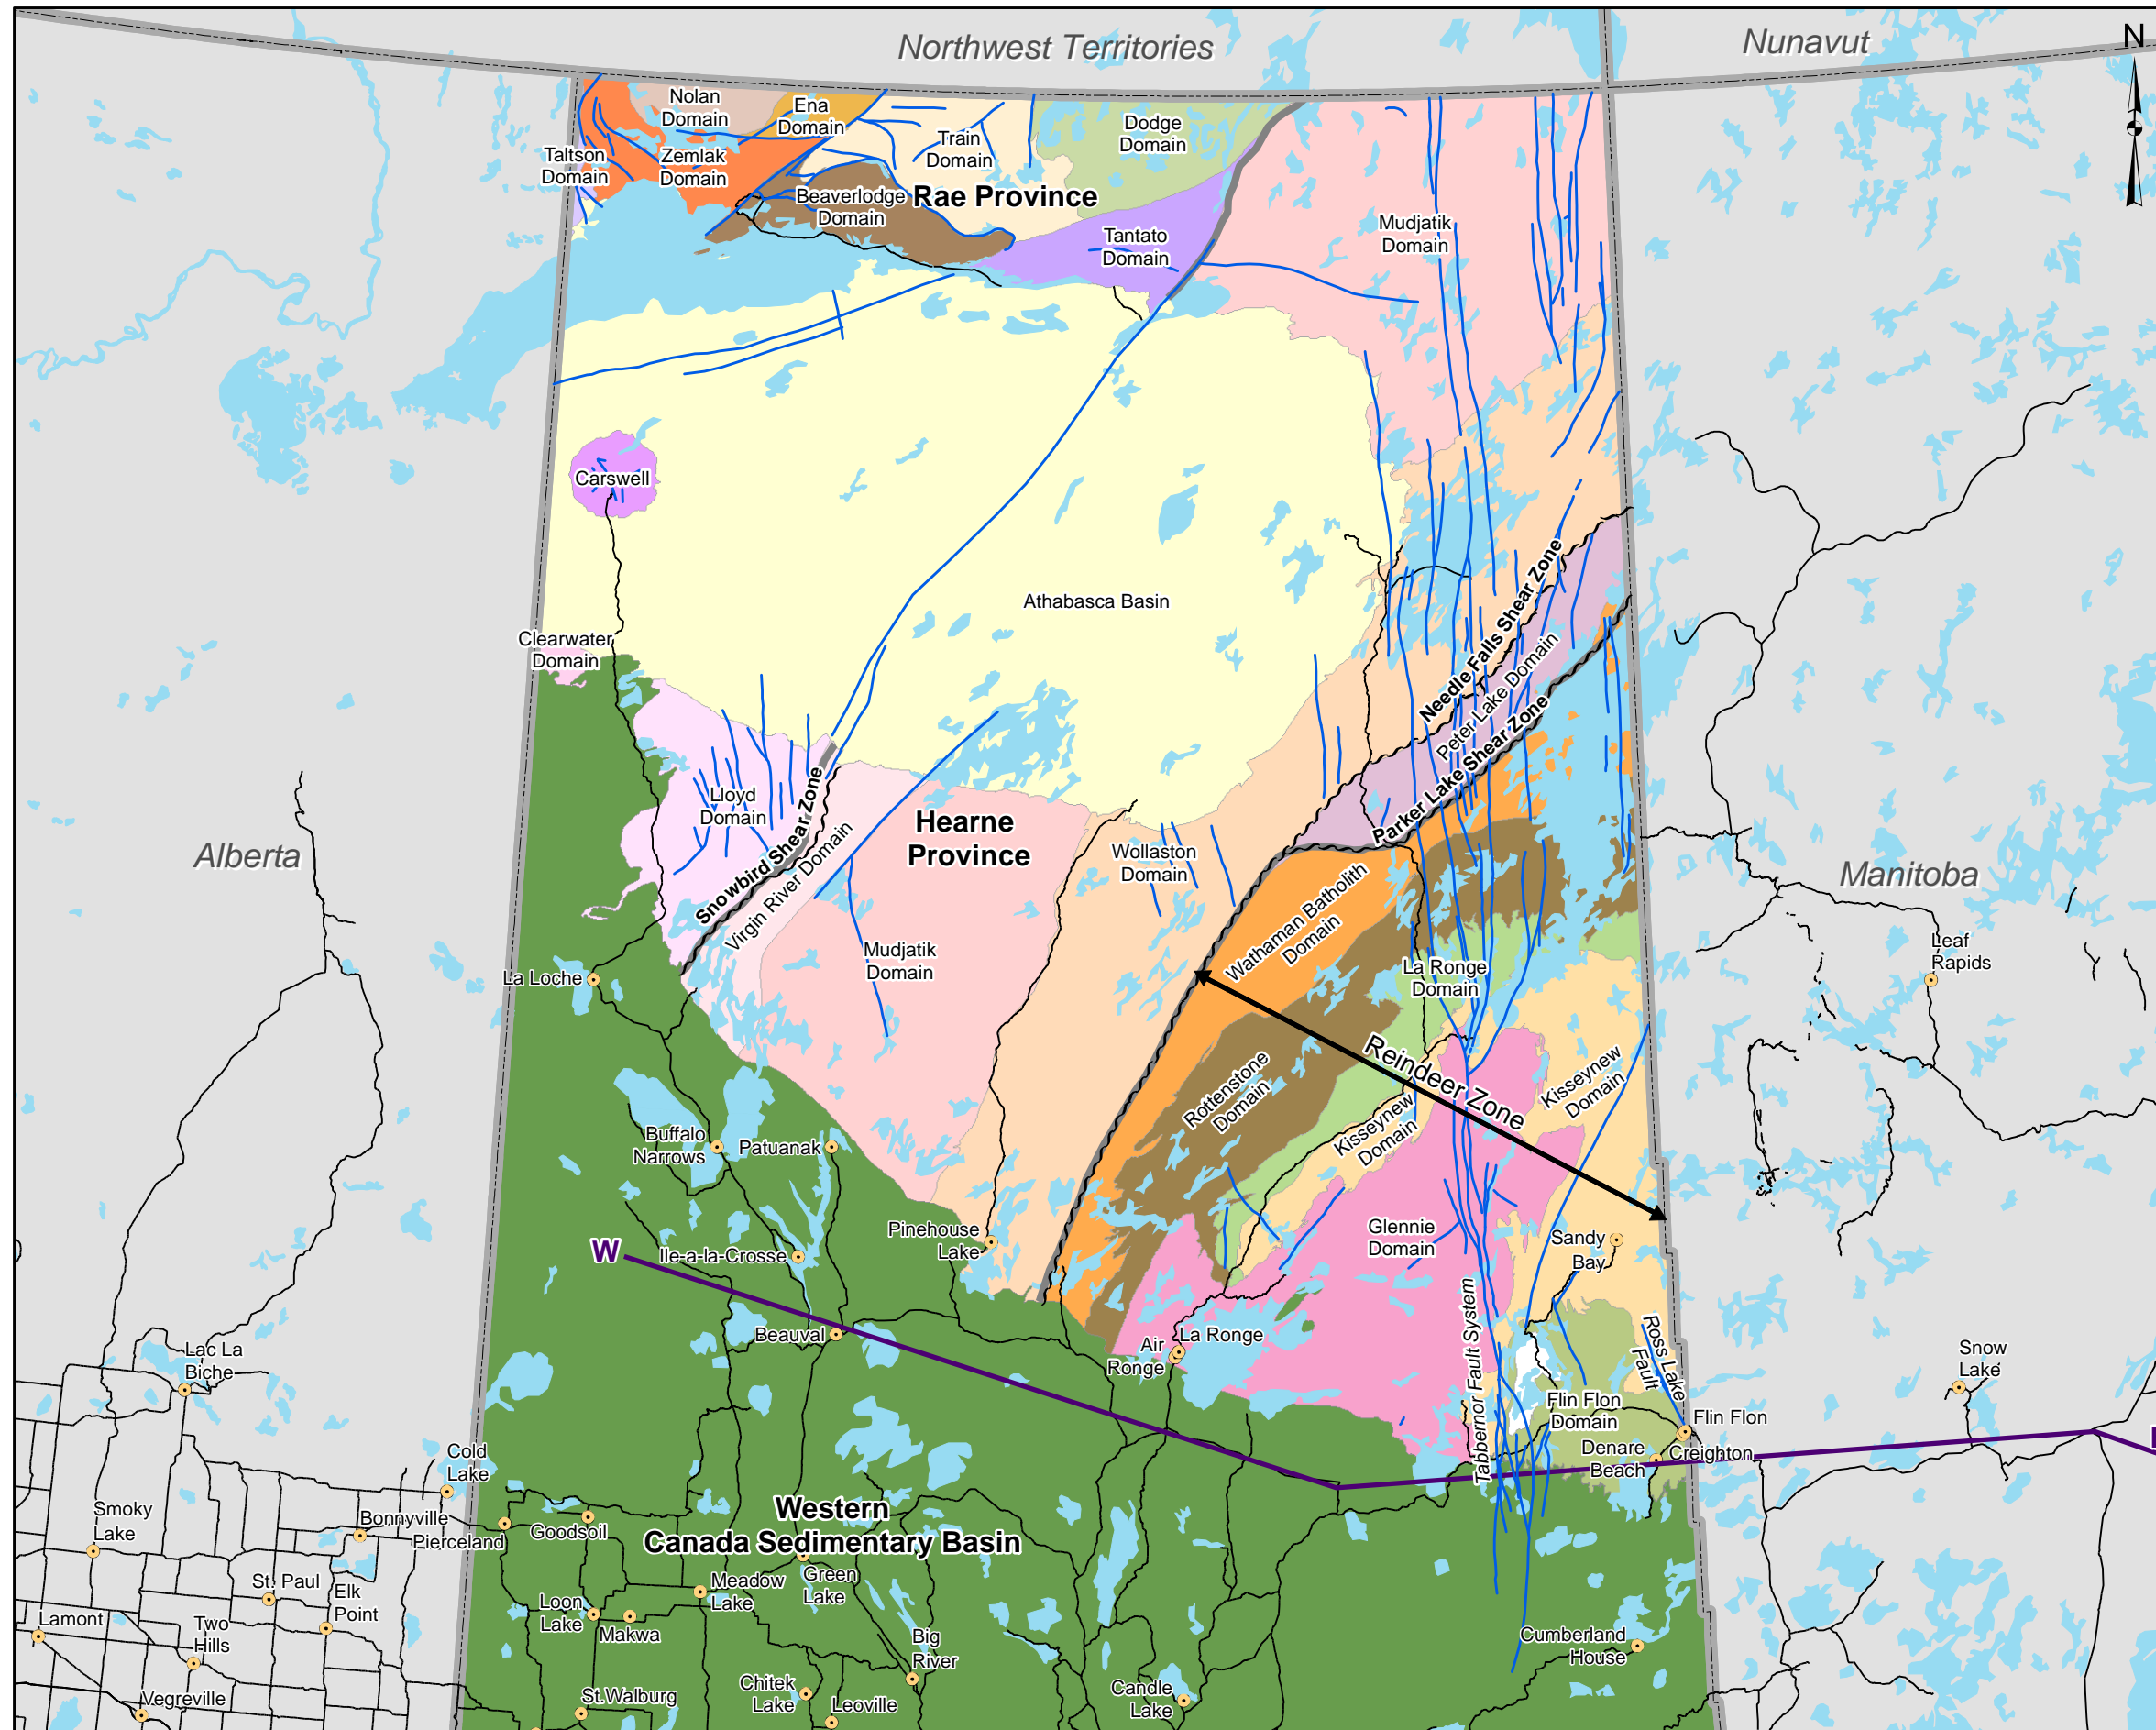 Northwest Territories
Nunavut
N
Nolan
Domain
Ena
Domain
Train
Domain
Dodge
Domain
Taltson
Domain
Zemlak
Domain
Beaverlodge
Domain
Rae Province
Tantato
Domain
Mudjatik
Domain
Carswell
Athabasca Basin
Clearwater
Domain
Needle Falls Shear Zone
Peter Lake Domain
Parker Lake Shear Zone
Lloyd
Domain
Snowbird Shear Zone
Virgin River Domain
Hearne
Province
Wollaston
Domain
Alberta
Manitoba
Wathaman Batholith
Domain
Mudjatik
Domain
La Ronge
Domain
Leaf
Rapids
La Loche
Reindeer Zone
Rottenstone
Domain
Kisseynew
Domain
Kisseynew
Domain
Buffalo
Narrows
Patuanak
Pinehouse
Lake
Glennie
Domain
Sandy
Bay
W
Ile-a-la-Crosse
Beauval
Air
Ronge
La Ronge
Tabbernor Fault System
Ross Lake
Fault
Snow
Lake
Lac La
Biche
Flin Flon
Domain
Flin Flon
Creighton
Denare
Beach
Cold
Lake
Western
Canada Sedimentary Basin
Smoky
Lake
Bonnyville
Pierceland
Goodsoil
Green
Lake
Meadow
Lake
St. Paul
Elk
Point
Loon
Lake
Makwa
Lamont
Two
Hills
Big
River
Cumberland
House
Vegreville
St.Walburg
Chitek
Lake
Leoville
Candle
Lake